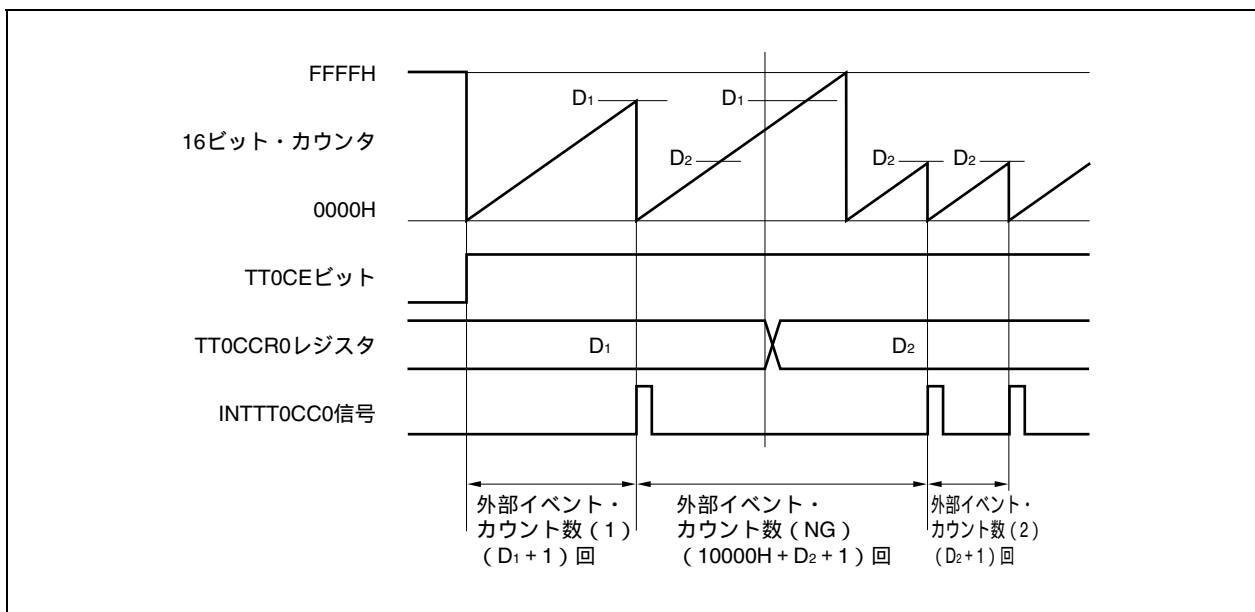 FFFFH
D1
D1
16ビット・カウンタ
D2
D2
D2
0000H
TT0CEビット
TT0CCR0レジスタ
D1
D2
INTTT0CC0信号
外部イベント・
カウント数（1）
（D1＋1）回
外部イベント・
カウント数（NG）
（10000H＋D2＋1）回
外部イベント・
カウント数(2)
（D2+1）回